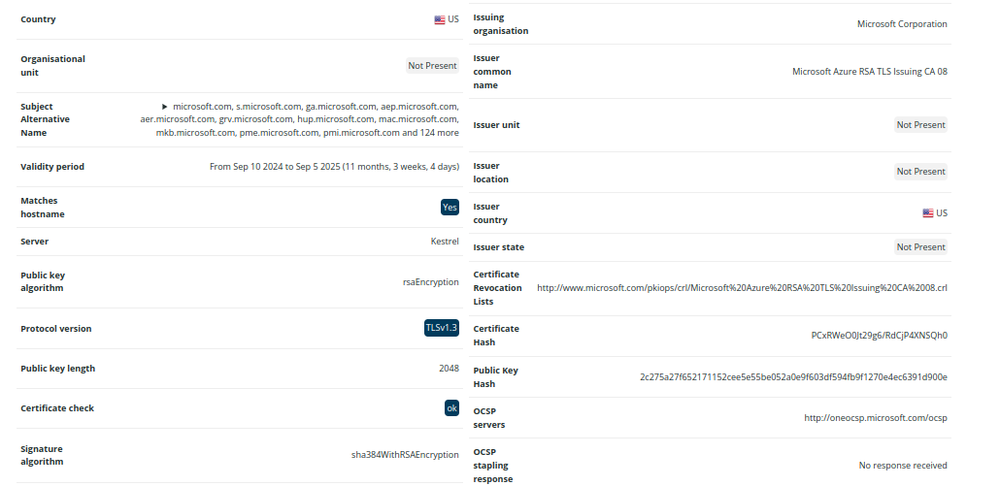 Country
US
Organisational
unit
Not Present
Subject
Alternative
Name
▶ microsoft.com, s.microsoft.com, ga.microsoft.com, aep.microsoft.com,
aer.microsoft.com, grv.microsoft.com, hup.microsoft.com, mac.microsoft.com,
mkb.microsoft.com, pme.microsoft.com, pmi.microsoft.com and 124 more
Validity period
From Sep 10 2024 to Sep 5 2025 (11 months, 3 weeks, 4 days)
Matches
hostname
Yes
Server
Kestrel
Public key
algorithm
rsaEncryption
Protocol version
TLSv1.3
Public key length
2048
Certificate check
ok
Signature
algorithm
sha384WithRSAEncryption
Issuing
organisation
Microsoft Corporation
Issuer
common
name
Microsoft Azure RSA TLS Issuing CA 08
Issuer unit
Not Present
Issuer
location
Not Present
Issuer
country
US
Issuer state
Not Present
Certificate
Revocation
Lists
http://www.microsoft.com/pkiops/crl/Microsoft%20Azure%20RSA%20TLS%20Issuing%20CA%2008.crl
Certificate
Hash
PCxRWeO0Jt29g6/RdCjP4XNSQh0
Public Key
Hash
2c275a27f652171152cee5e55be052a0e9f603df594fb9f1270e4ec6391d900e
OCSP
servers
http://oneocsp.microsoft.com/ocsp
OCSP
stapling
response
No response received